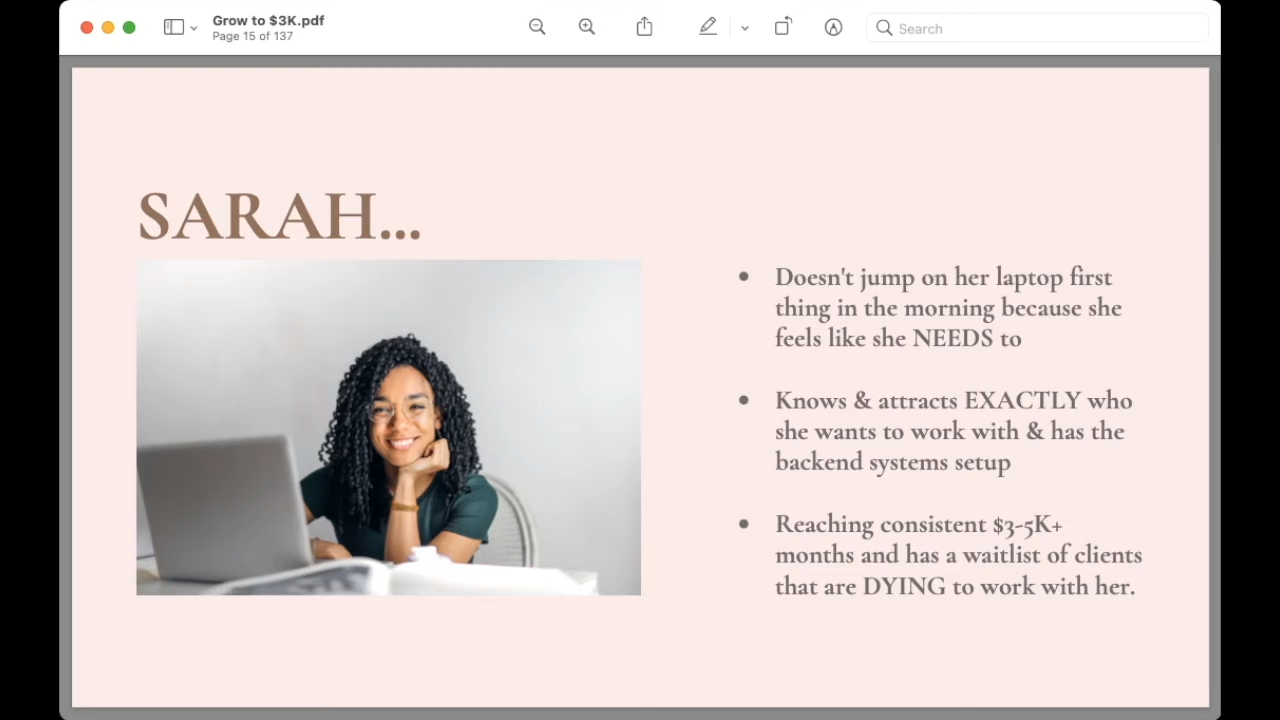 Grow to $3K.pdf
Page 15 of 137
Search
SARAH...
• Doesn't jump on her laptop first
thing in the morning because she
feels like she NEEDS to
• Knows & attracts EXACTLY who
she wants to work with & has the
backend systems setup
• Reaching consistent $3-5K+
months and has a waitlist of clients
that are DYING to work with her.